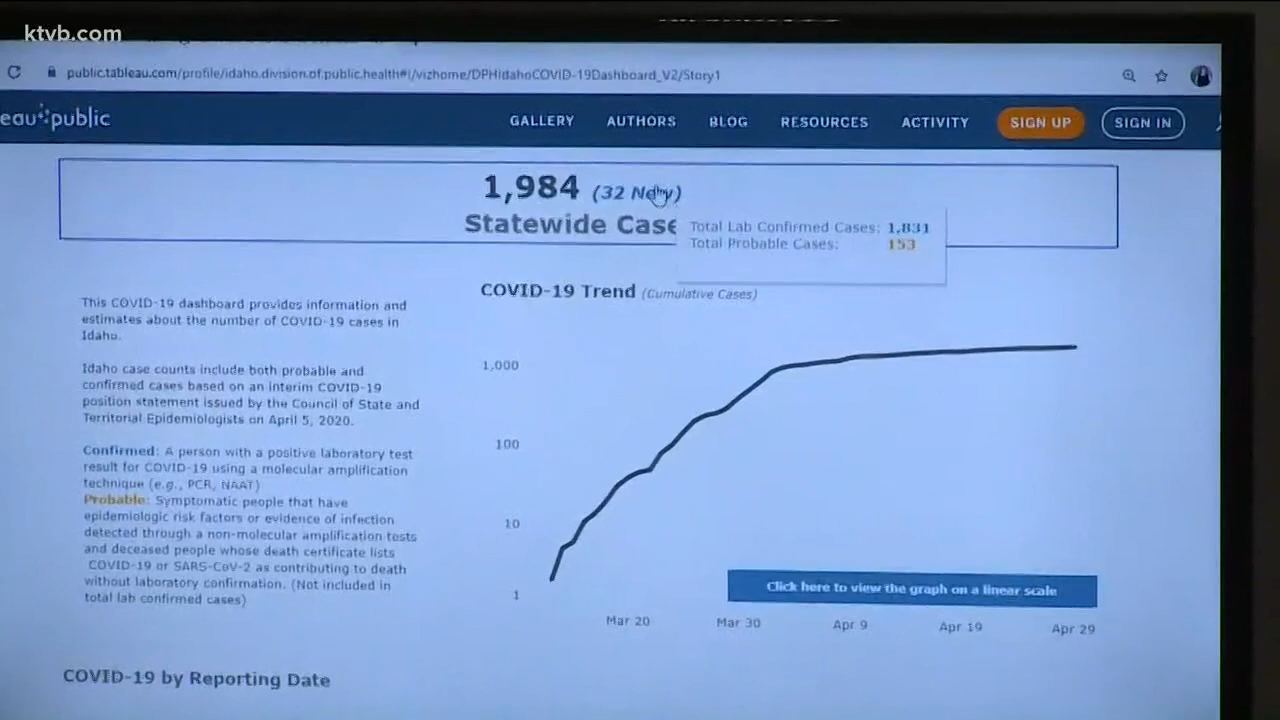 ktvb.com
public.tableau.com/profile/idaho.division.of.public.health#!/vizhome/DPHIdahoCOVID-19Dashboard_V2/Story1
eau public
GALLERY AUTHORS BLOG RESOURCES ACTIVITY SIGN UP SIGN IN
1,984 (32 New)
Statewide Case
Total Lab Confirmed Cases: 1,831
Total Probable Cases: 153
COVID-19 Trend (Cumulative Cases)
This COVID-19 dashboard provides information and
estimates about the number of COVID-19 cases in
Idaho.
Idaho case counts include both probable and
confirmed cases based on an interim COVID-19
position statement issued by the Council of State and
Territorial Epidemiologists on April 5, 2020.
Confirmed: A person with a positive laboratory test
result for COVID-19 using a molecular amplification
technique (e.g., PCR, NAAT)
Probable: Symptomatic people that have
epidemiologic risk factors or evidence of infection
detected through a non-molecular amplification tests
and deceased people whose death certificate lists
COVID-19 or SARS-CoV-2 as contributing to death
without laboratory confirmation. (Not included in
total lab confirmed cases)
1,000
100
10
1
Click here to view the graph on a linear scale
Mar 20 Mar 30 Apr 9 Apr 19 Apr 29
COVID-19 by Reporting Date